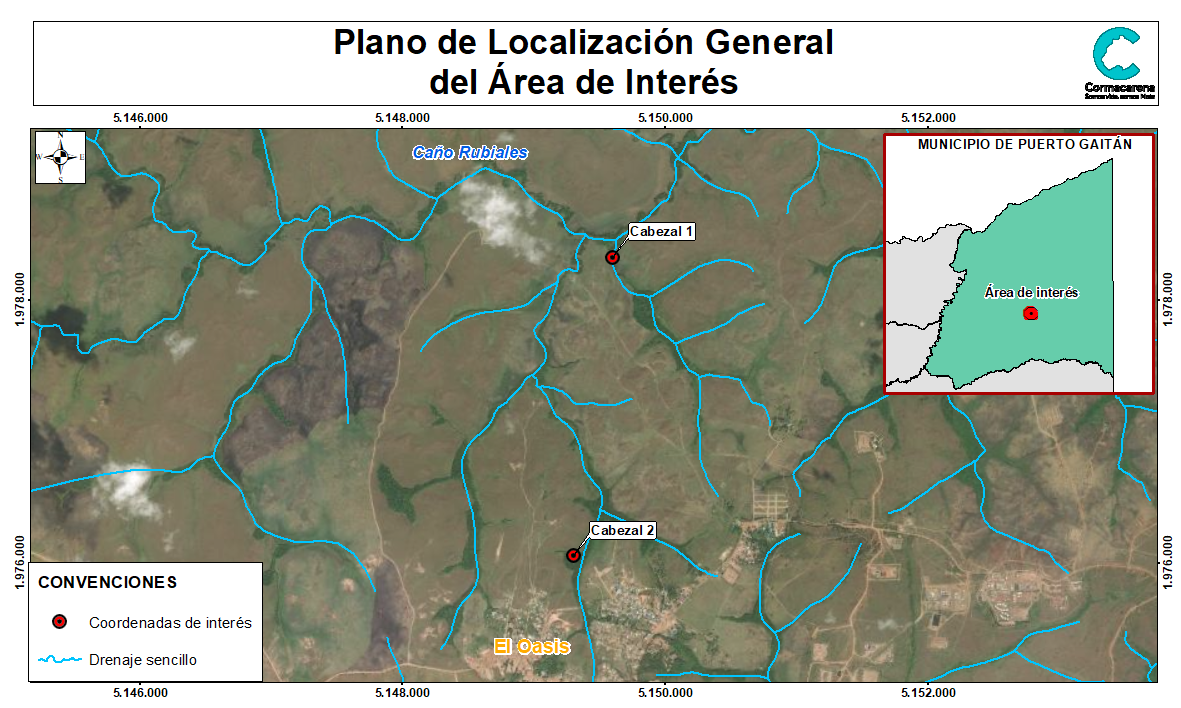 Plano de Localización General
del Área de Interés
Cormacarena
5.146.000
5.148.000
5.150.000
5.152.000
N
W
E
S
Caño Rubiales
MUNICIPIO DE PUERTO GAITÁN
Cabezal 1
1.978.000
1.978.000
Área de interés
Cabezal 2
1.976.000
1.976.000
CONVENCIONES
Coordenadas de interés
Drenaje sencillo
El Oasis
5.146.000
5.148.000
5.150.000
5.152.000